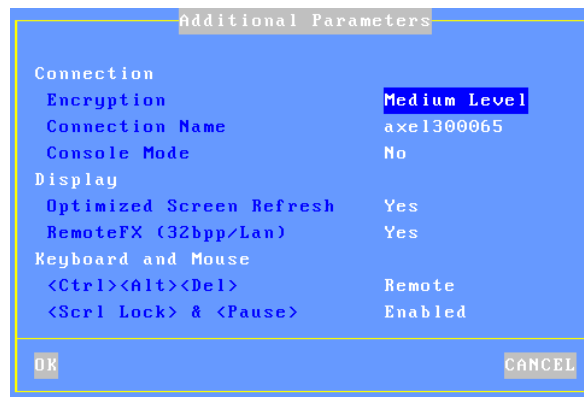 Additional Parameters
Connection
Encryption Medium Level
Connection Name axel300065
Console Mode No
Display
Optimized Screen Refresh Yes
RemoteFX (32bpp/Lan) Yes
Keyboard and Mouse
<Ctrl><Alt><Del> Remote
<Scrl Lock> & <Pause> Enabled
OK CANCEL